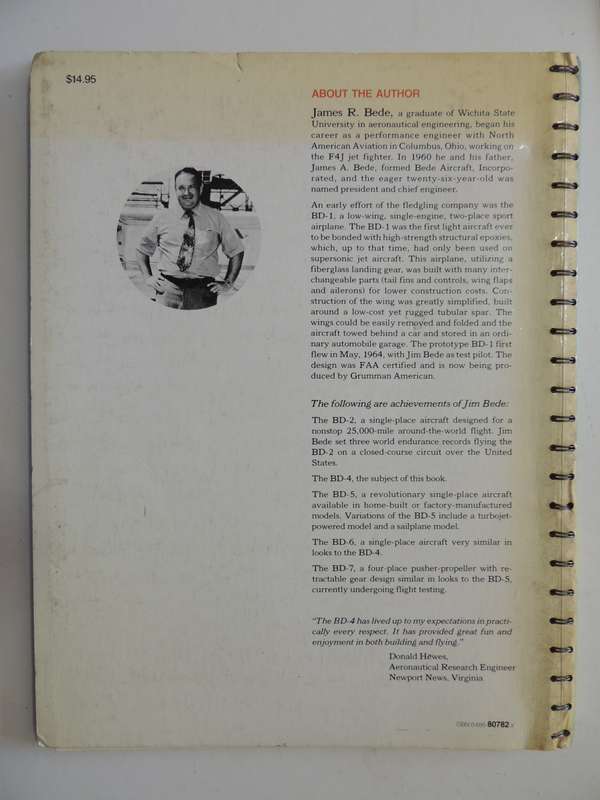 $14.95
ABOUT THE AUTHOR
James R. Bede, a graduate of Wichita State
University in aeronautical engineering, began his
career as a performance engineer with North
American Aviation in Columbus, Ohio, working on
the F4J jet fighter. In 1960 he and his father,
James A. Bede, formed Bede Aircraft, Incorpo-
rated, and the eager twenty-six-year-old was
named president and chief engineer.
An early effort of the fledgling company was the
BD-1, a low-wing, single-engine, two-place sport
airplane. The BD-1 was the first light aircraft ever
to be bonded with high-strength structural epoxies,
which, up to that time, had only been used on
supersonic jet aircraft. This airplane, utilizing a
fiberglass landing gear, was built with many inter-
changeable parts (tail fins and controls, wing flaps
and ailerons) for lower construction costs. Con-
struction of the wing was greatly simplified, built
around a low-cost yet rugged tubular spar. The
wings could be easily removed and folded and the
aircraft towed behind a car and stored in an ordi-
nary automobile garage. The prototype BD-1 first
flew in May, 1964, with Jim Bede as test pilot. The
design was FAA certified and is now being pro-
duced by Grumman American.
The following are achievements of Jim Bede:
The BD-2, a single-place aircraft designed for a
nonstop 25,000-mile around-the-world flight. Jim
Bede set three world endurance records flying the
BD-2 on a closed-course circuit over the United
States.
The BD-4, the subject of this book.
The BD-5, a revolutionary single-place aircraft
available in home-built or factory-manufactured
models. Variations of the BD-5 include a turbojet-
powered model and a sailplane model.
The BD-6, a single-place aircraft very similar in
looks to the BD-4.
The BD-7, a four-place pusher-propeller with re-
tractable gear design similar in looks to the BD-5,
currently undergoing flight testing.
"The BD-4 has lived up to my expectations in practi-
cally every respect. It has provided great fun and
enjoyment in both building and flying."
Donald Hewes,
Aeronautical Research Engineer
Newport News, Virginia
80782